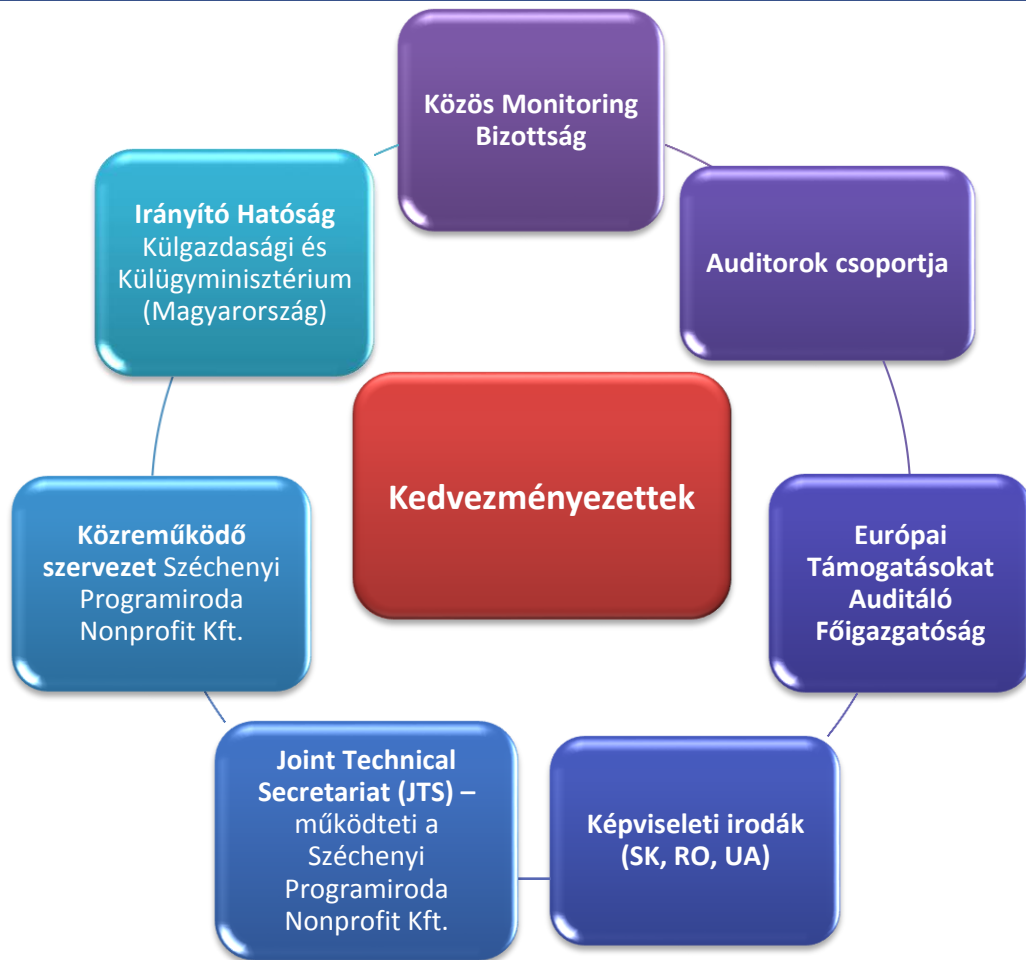 Közös Monitoring
Bizottság
Auditorok csoportja
Európai
Támogatásokat
Auditáló
Főigazgatóság
Képviseleti irodák
(SK, RO, UA)
Joint Technical
Secretariat (JTS) –
működteti a
Széchenyi
Programiroda
Nonprofit Kft.
Közreműködő
szervezet Széchenyi
Programiroda
Nonprofit Kft.
Irányító Hatóság
Külgazdasági és
Külügyminisztérium
(Magyarország)
Kedvezményezettek